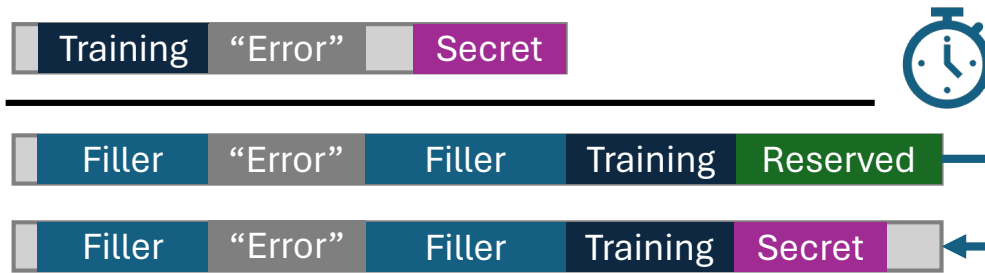 Training “Error” Secret
Filler “Error” Filler Training Reserved
Filler “Error” Filler Training Secret